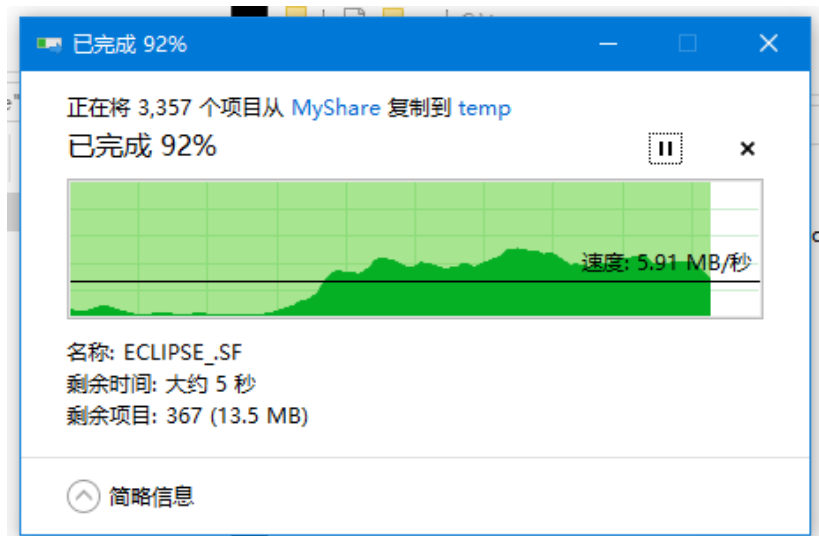 已完成 92%
正在将 3,357 个项目从 MyShare 复制到 temp
已完成 92%
速度: 5.91 MB/秒
名称: ECLIPSE_.SF
剩余时间: 大约 5 秒
剩余项目: 367 (13.5 MB)
简略信息